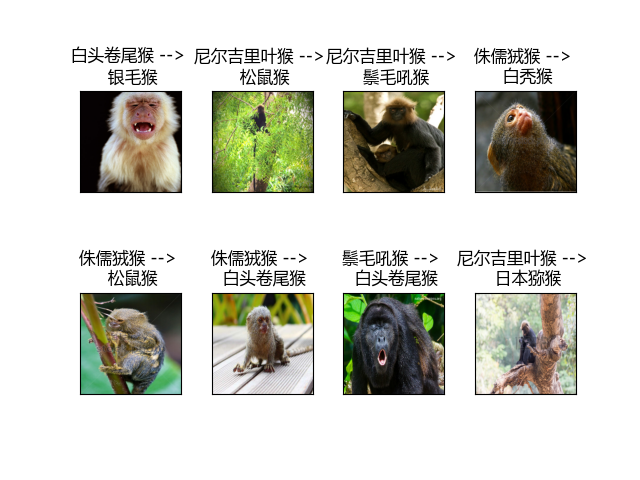 白头卷尾猴 -->
银毛猴
尼尔吉里叶猴 -->
松鼠猴
尼尔吉里叶猴 -->
鬃毛吼猴
侏儒狨猴 -->
白秃猴
侏儒狨猴 -->
松鼠猴
侏儒狨猴 -->
白头卷尾猴
鬃毛吼猴 -->
白头卷尾猴
尼尔吉里叶猴 -->
日本猕猴